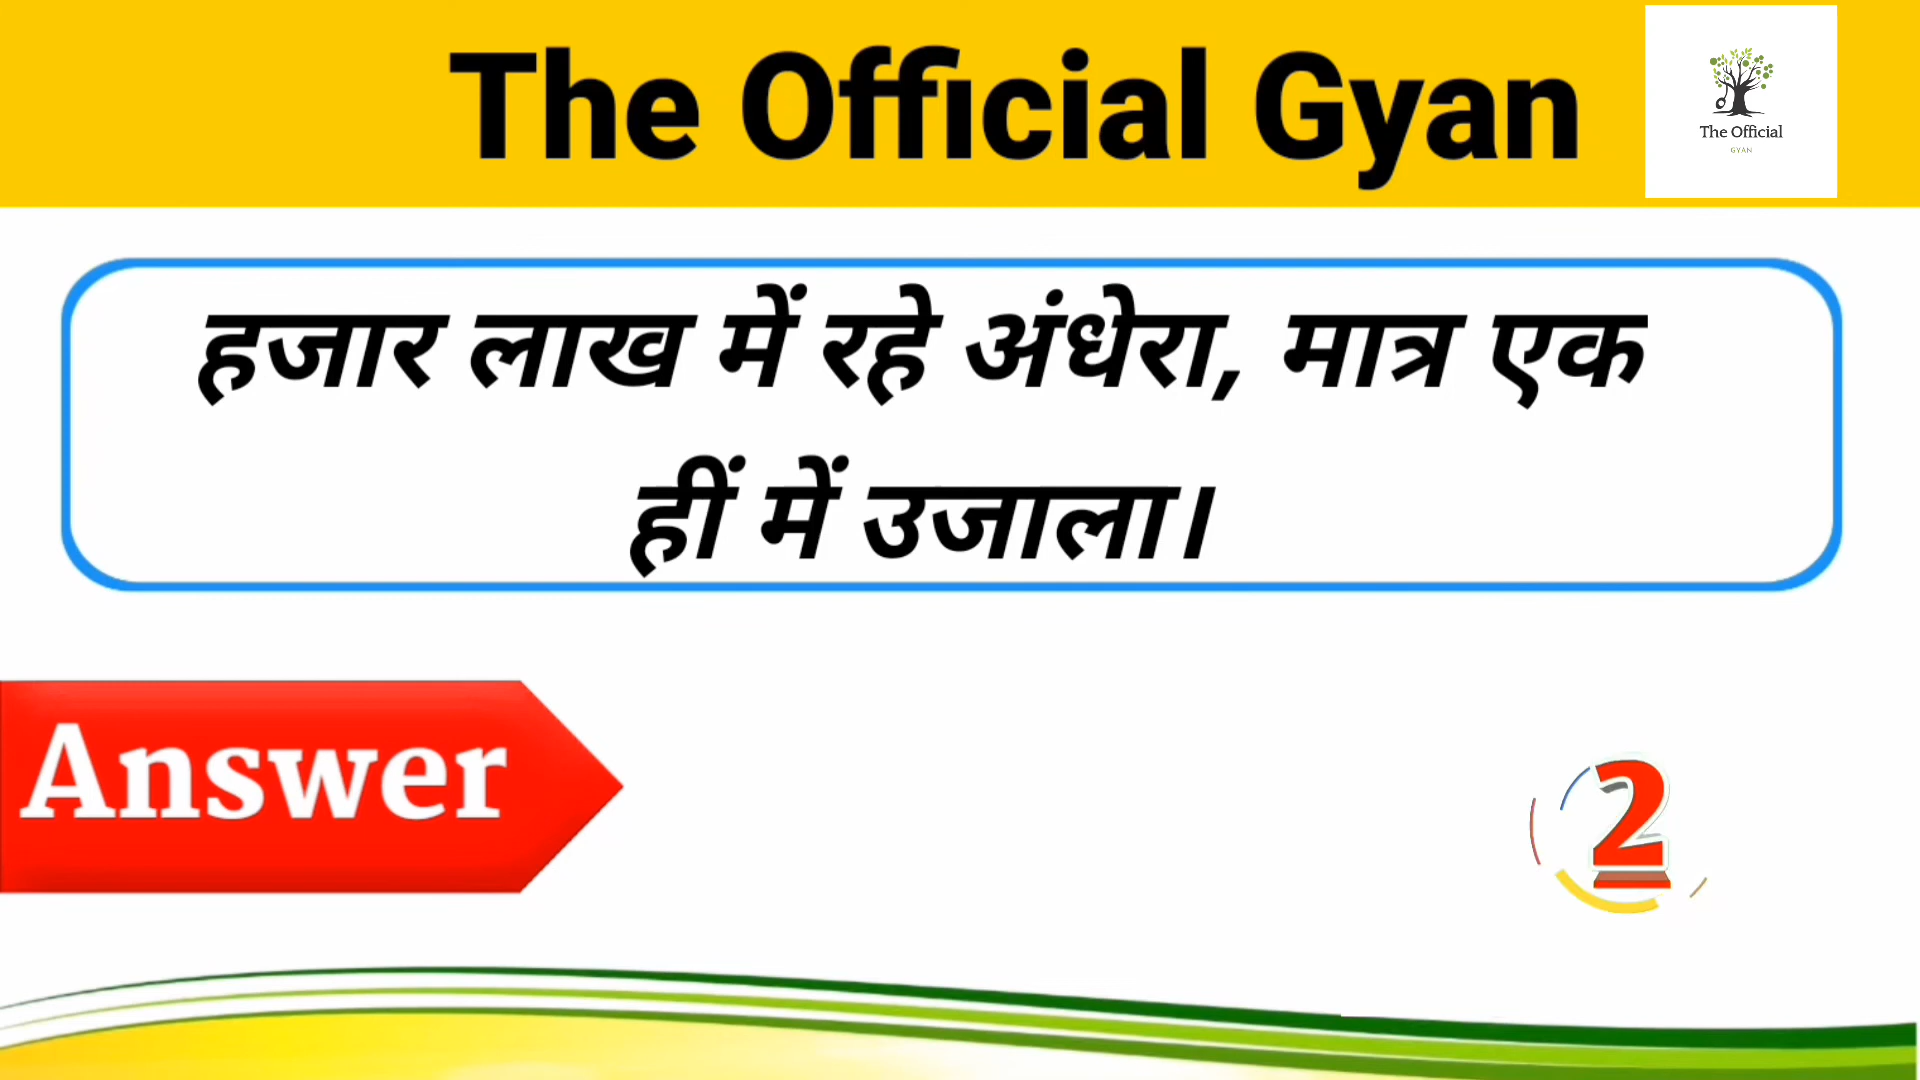 The Official Gyan
The Official
GYAN
हजार लाख में रहे अंधेरा, मात्र एक
हीं में उजाला।
Answer
2